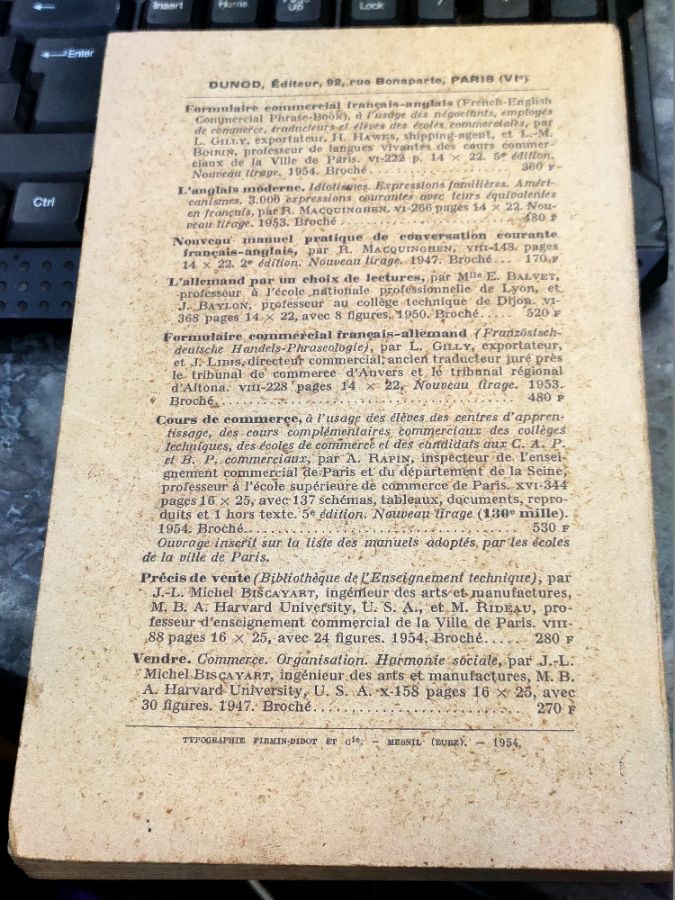 Insert
Home
Lock
Enter
Ctrl
DUNOD, Éditeur, 92, rue Bonaparte, PARIS (VIᵉ)
Formulaire commercial français-anglais (French-English
Commercial Phrase-Book), à l'usage des négociants, employés
de commerce, traducteurs et élèves des écoles commerciales, par
L. GILLY, exportateur, H. HAWES, shipping-agent, et L.-M.
BOIRIN, professeur de langues vivantes des cours commer-
ciaux de la Ville de Paris. VI-222 p. 14 × 22. 5ᵉ édition.
Nouveau tirage. 1954. Broché.................... 360 F
L'anglais moderne. Idiotismes. Expressions familières. Améri-
canismes. 3.000 expressions courantes avec leurs équivalentes
en français, par R. MACQUINGHEN. VI-266 pages 14 × 22. Nou-
veau tirage. 1953. Broché.................... 480 F
Nouveau manuel pratique de conversation courante
français-anglais, par R. MACQUINGHEN, VIII-148 pages
14 × 22. 2ᵉ édition. Nouveau tirage. 1947. Broché... 170 F
L'allemand par un choix de lectures, par Mˡˡᵉ E. BALVET,
professeur à l'école nationale professionnelle de Lyon, et
J. BAYLON, professeur au collège technique de Dijon. VI-
368 pages 14 × 22, avec 8 figures. 1950. Broché..... 520 F
Formulaire commercial français-allemand (Französisch-
deutsche Handels-Phraseologie), par L. GILLY, exportateur,
et J. LIBIS, directeur commercial, ancien traducteur juré près
le tribunal de commerce d'Anvers et le tribunal régional
d'Altona. VIII-228 pages 14 × 22, Nouveau tirage. 1953.
Broché.................... 480 F
Cours de commerce, à l'usage des élèves des centres d'appren-
tissage, des cours complémentaires commerciaux des collèges
techniques, des écoles de commerce et des candidats aux C. A. P.
et B. P. commerciaux, par A. RAPIN, inspecteur de l'ensei-
gnement commercial de Paris et du département de la Seine,
professeur à l'école supérieure de commerce de Paris. XVI-344
pages 16 × 25, avec 137 schémas, tableaux, documents, repro-
duits et 1 hors texte. 5ᵉ édition. Nouveau tirage (130ᵉ mille).
1954. Broché.................... 530 F
Ouvrage inscrit sur la liste des manuels adoptés par les écoles
de la ville de Paris.
Précis de vente (Bibliothèque de l'Enseignement technique), par
J.-L. Michel BISCAYART, ingénieur des arts et manufactures,
M. B. A. Harvard University, U. S. A., et M. RIDEAU, pro-
fesseur d'enseignement commercial de la Ville de Paris. VIII-
88 pages 16 × 25, avec 24 figures. 1954. Broché...... 280 F
Vendre. Commerce. Organisation. Harmonie sociale, par J.-L.
Michel BISCAYART, ingénieur des arts et manufactures, M. B.
A. Harvard University, U. S. A. X-158 pages 16 × 25, avec
30 figures. 1947. Broché.................... 270 F
TYPOGRAPHIE FIRMIN-DIDOT ET Cⁱᵉ. – MESNIL (EURE). – 1954.